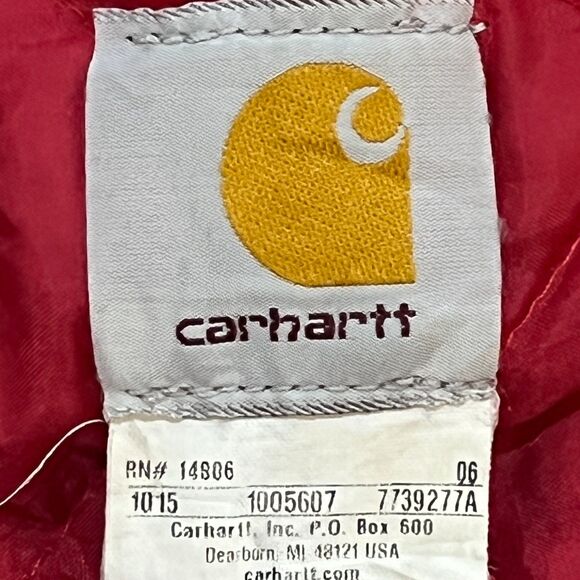 carhartt
RN# 14806 06
1015 1005607 7739277A
Carhartt, Inc. P.O. Box 600
Dearborn, MI 48121 USA
carhartt.com